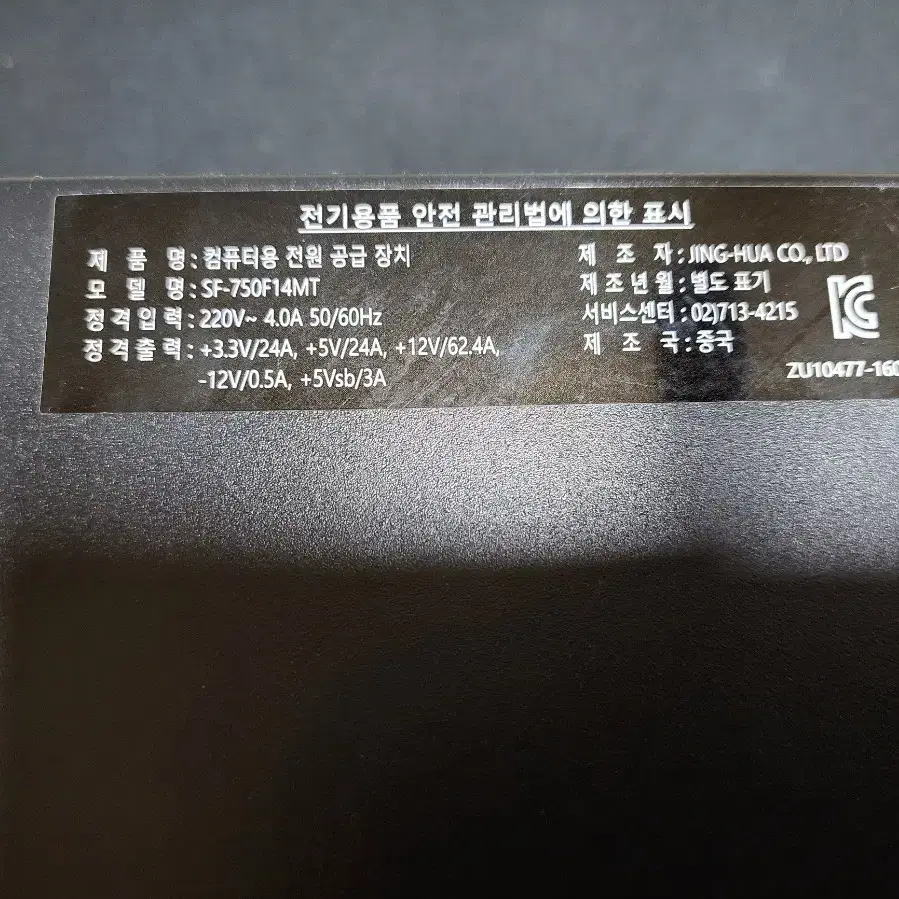 전기용품 안전 관리법에 의한 표시
제 품 명 : 컴퓨터용 전원 공급 장치
모 델 명 : SF-750F14MT
정격입력 : 220V~ 4.0A 50/60Hz
정격출력 : +3.3V/24A, +5V/24A, +12V/62.4A,
-12V/0.5A, +5Vsb/3A
제 조 자 : JING-HUA CO., LTD
제조년월 : 별도 표기
서비스센터 : 02)713-4215
제 조 국 : 중국
ZU10477-160